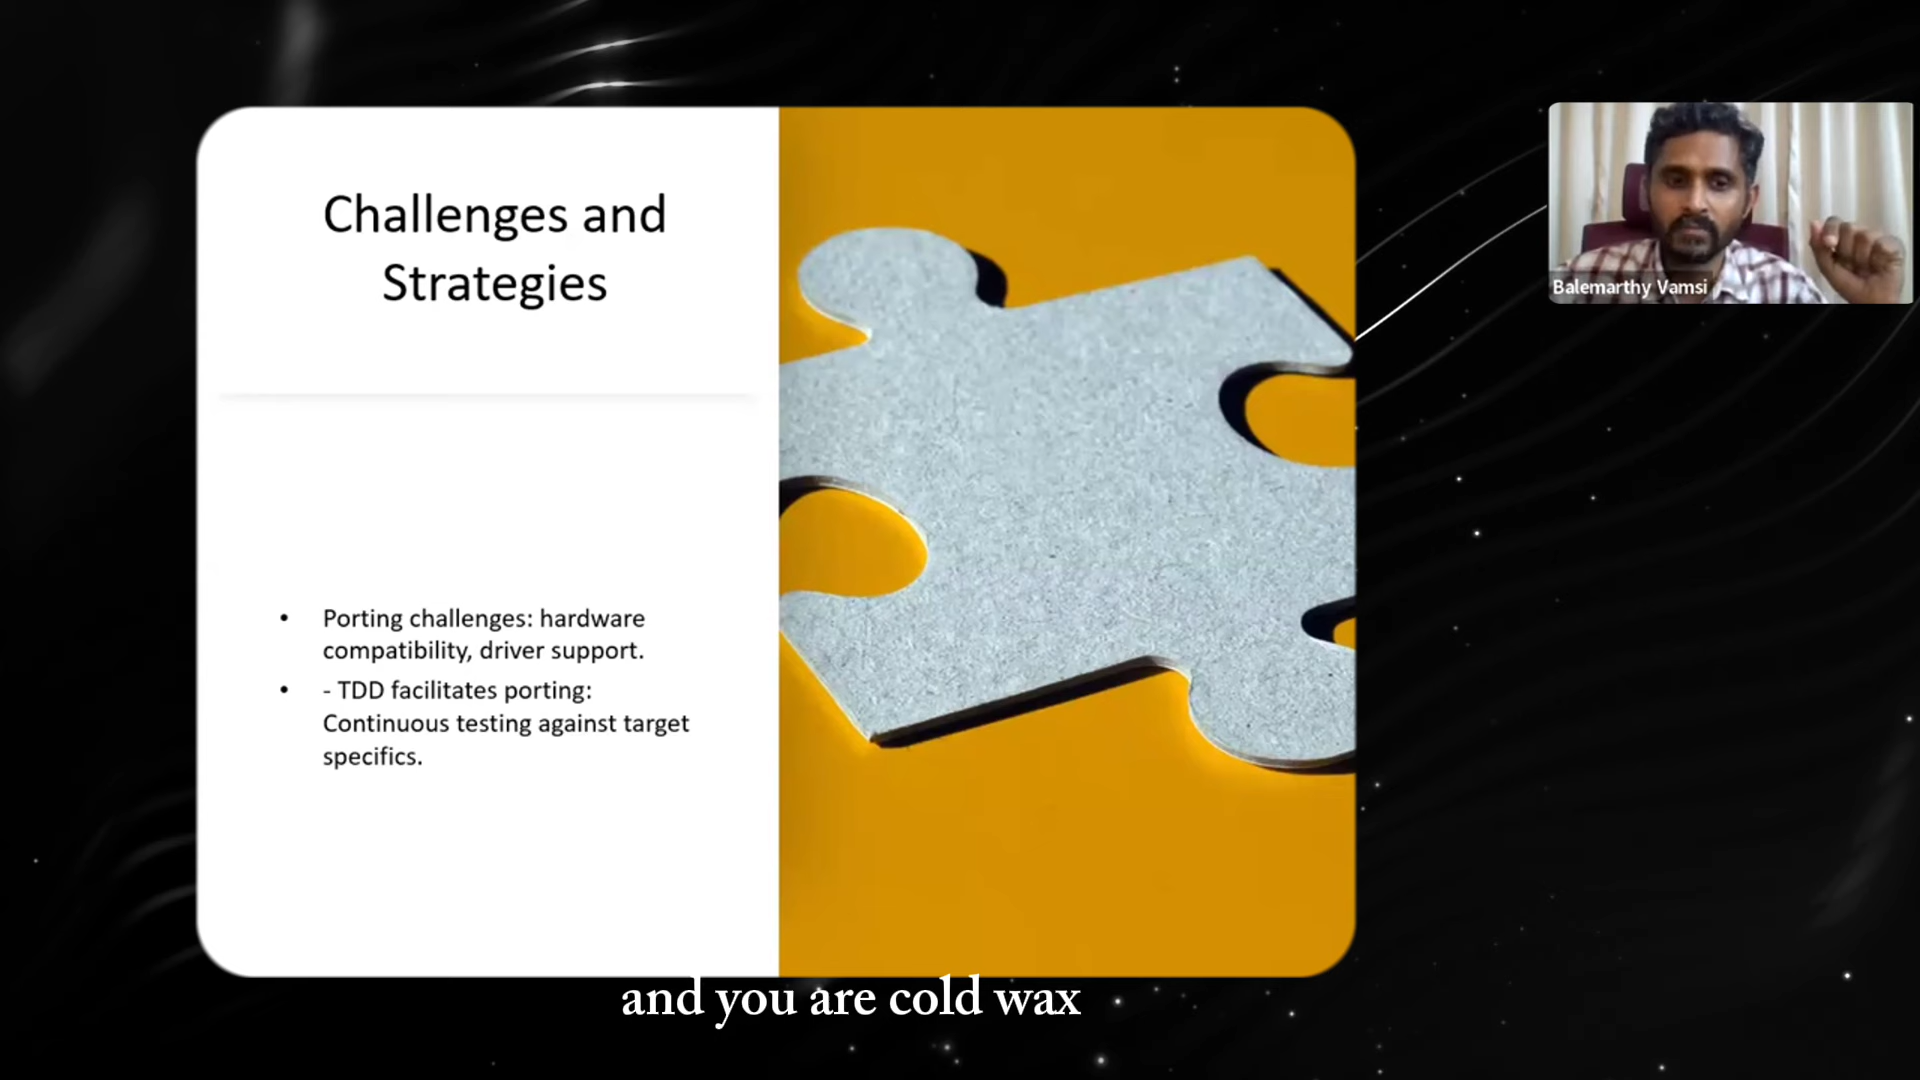 Challenges and
Strategies
• Porting challenges: hardware
compatibility, driver support.
• - TDD facilitates porting:
Continuous testing against target
specifics.
Balemarthy Vamsi
and you are cold wax